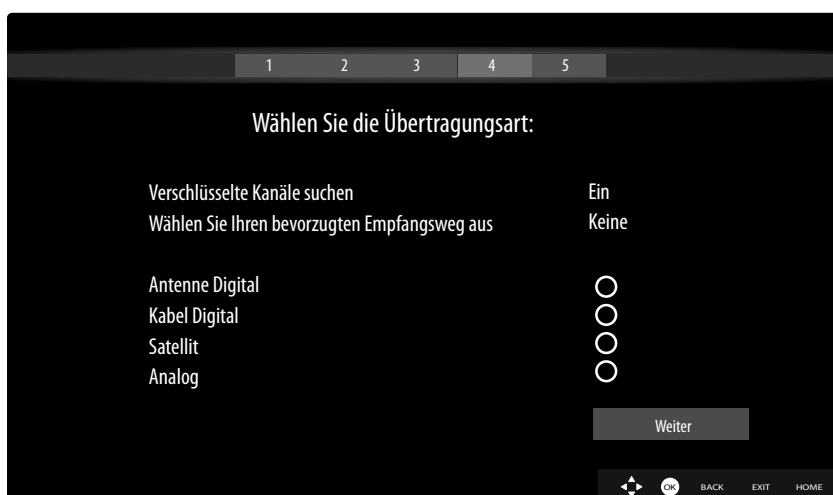 1 2 3 4 5
Wählen Sie die Übertragungsart:
Verschlüsselte Kanäle suchen Ein
Wählen Sie Ihren bevorzugten Empfangsweg aus Keine
Antenne Digital
Kabel Digital
Satellit
Analog
Weiter
OK BACK EXIT HOME